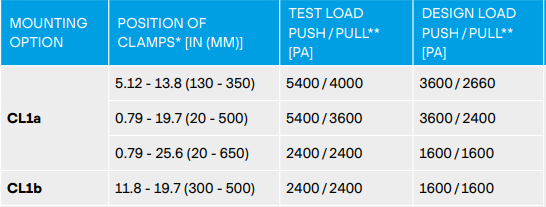 MOUNTING OPTION POSITION OF CLAMPS* [IN (MM)] TEST LOAD PUSH / PULL** [PA] DESIGN LOAD PUSH / PULL** [PA]
CL1a 5.12 - 13.8 (130 - 350) 5400 / 4000 3600 / 2660
0.79 - 19.7 (20 - 500) 5400 / 3600 3600 / 2400
0.79 - 25.6 (20 - 650) 2400 / 2400 1600 / 1600
CL1b 11.8 - 19.7 (300 - 500) 2400 / 2400 1600 / 1600